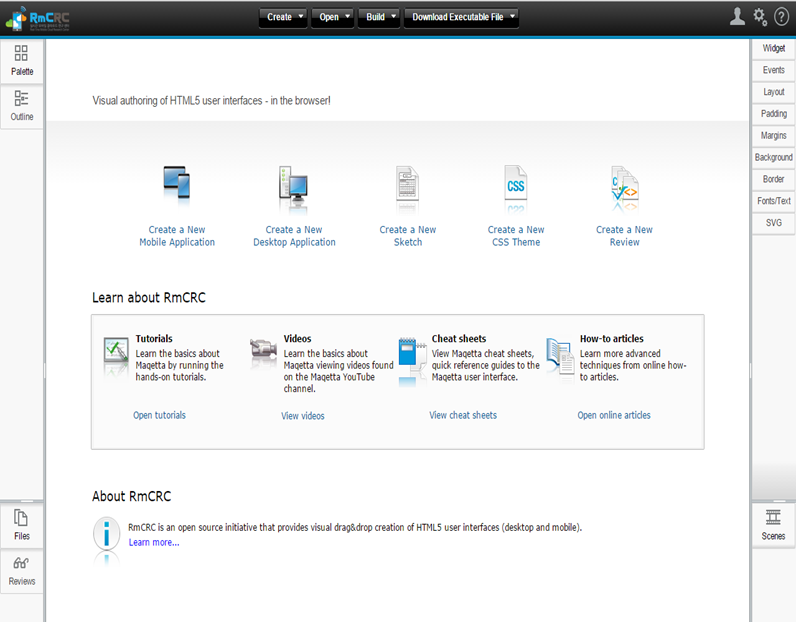 RmCRC
Create
Open
Build
Download Executable File
?
Palette
Outline
Widget
Events
Layout
Padding
Margins
Background
Border
Fonts/Text
SVG
Visual authoring of HTML5 user interfaces - in the browser!
CSS
C
Create a New
Mobile Application
Create a New
Desktop Application
Create a New
Sketch
Create a New
CSS Theme
Create a New
Review
Learn about RmCRC
Tutorials
Learn the basics about
Maqetta by running the
hands-on tutorials.
Open tutorials
Videos
Learn the basics about
Maqetta viewing videos found
on the Maqetta YouTube
channel.
View videos
Cheat sheets
View Maqetta cheat sheets,
quick reference guides to the
Maqetta user interface.
View cheat sheets
How-to articles
Learn more advanced
techniques from online how-
to articles.
Open online articles
About RmCRC
RmCRC is an open source initiative that provides visual drag&drop creation of HTML5 user interfaces (desktop and mobile).
Learn more...
Files
Reviews
Scenes